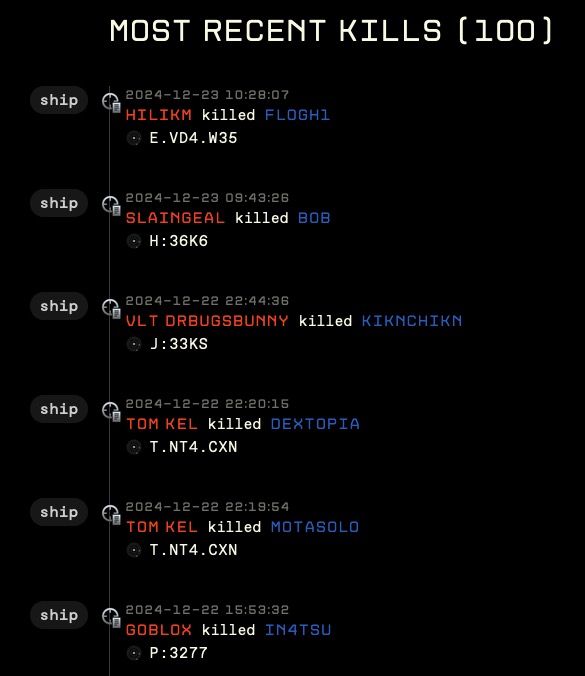 MOST RECENT KILLS (100)
ship
2024-12-23 10:28:07
HILIKM killed FLOGH1
E.VD4.W35
ship
2024-12-23 09:43:26
SLAINGEAL killed BOB
H:36K6
ship
2024-12-22 22:44:36
VLT DRBUGSBUNNY killed KIKNCHIKN
J:33KS
ship
2024-12-22 22:20:15
TOM KEL killed DEXTOPIA
T.NT4.CXN
ship
2024-12-22 22:19:54
TOM KEL killed MOTASOLO
T.NT4.CXN
ship
2024-12-22 15:53:32
GOBLOX killed IN4TSU
P:3277